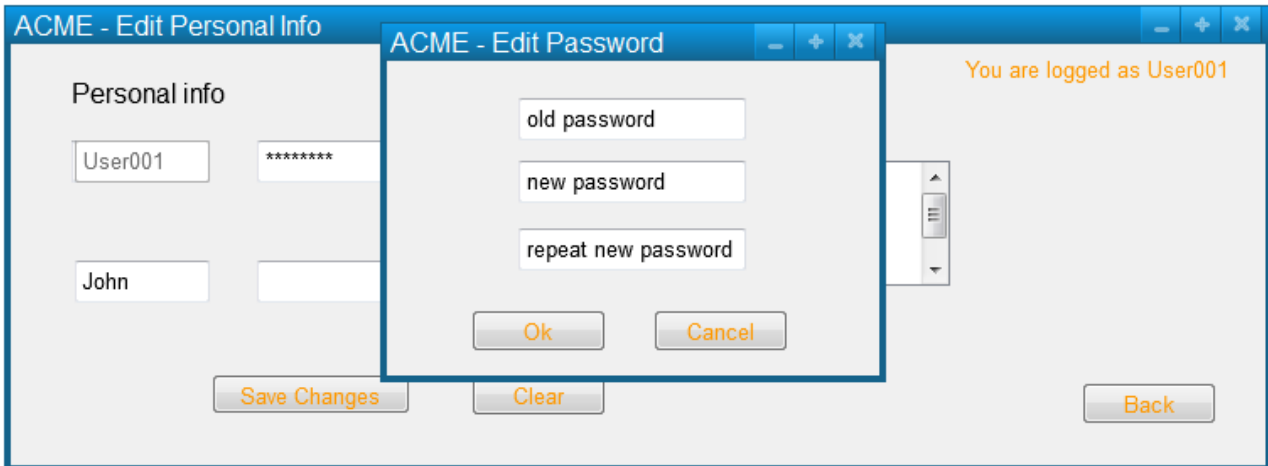 ACME - Edit Personal Info
ACME - Edit Password
You are logged as User001
Personal info
old password
User001
********
new password
repeat new password
John
Ok
Cancel
Save Changes
Clear
Back